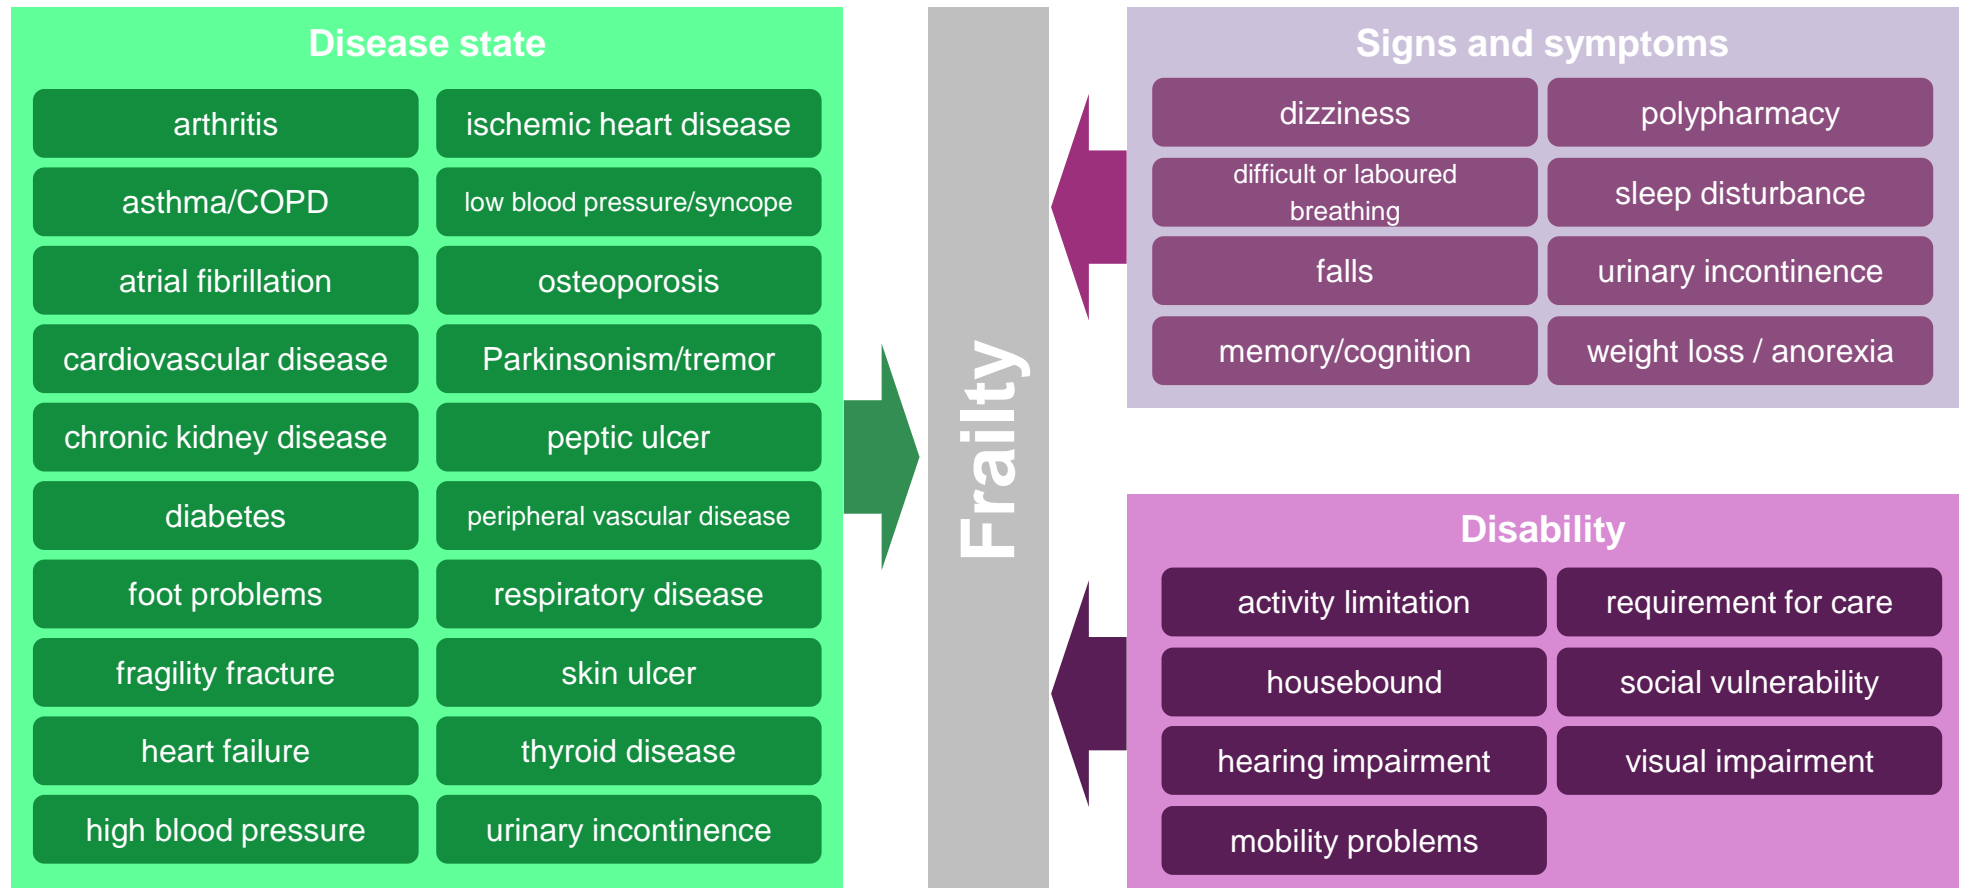 Disease state
arthritis
ischemic heart disease
asthma/COPD
low blood pressure/syncope
atrial fibrillation
osteoporosis
cardiovascular disease
Parkinsonism/tremor
chronic kidney disease
peptic ulcer
diabetes
peripheral vascular disease
foot problems
respiratory disease
fragility fracture
skin ulcer
heart failure
thyroid disease
high blood pressure
urinary incontinence
Frailty
Signs and symptoms
dizziness
polypharmacy
difficult or laboured
breathing
sleep disturbance
falls
urinary incontinence
memory/cognition
weight loss / anorexia
Disability
activity limitation
requirement for care
housebound
social vulnerability
hearing impairment
visual impairment
mobility problems